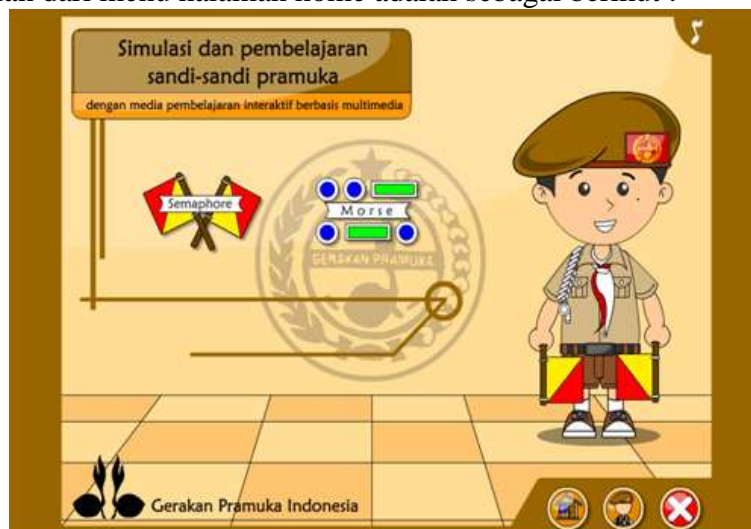 Simulasi dan pembelajaran
sandi-sandi pramuka
dengan media pembelajaran interaktif berbasis multimedia
Semaphore
Morse
GERAKAN PRAMUKA
Gerakan Pramuka Indonesia